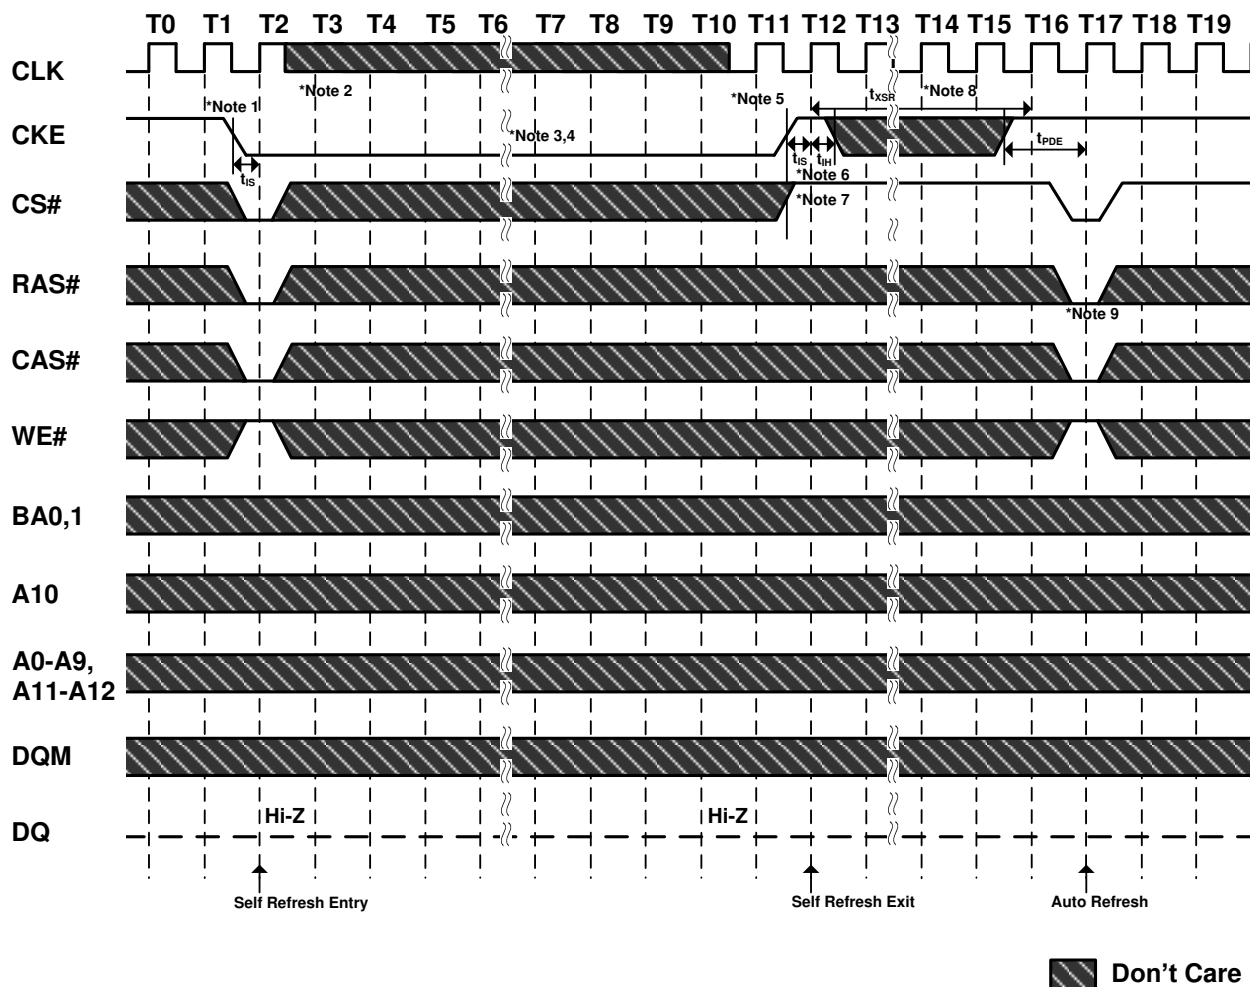 T0 T1 T2 T3 T4 T5 T6 T7 T8 T9 T10 T11 T12 T13 T14 T15 T16 T17 T18 T19
CLK
*Note 2
*Note 5
tXSR
*Note 8
*Note 1
CKE
*Note 3,4
tIS
tIS
tIH
tPDE
*Note 6
CS#
*Note 7
RAS#
*Note 9
CAS#
WE#
BA0,1
A10
A0-A9,
A11-A12
DQM
Hi-Z
Hi-Z
DQ
Self Refresh Entry
Self Refresh Exit
Auto Refresh
Don't Care